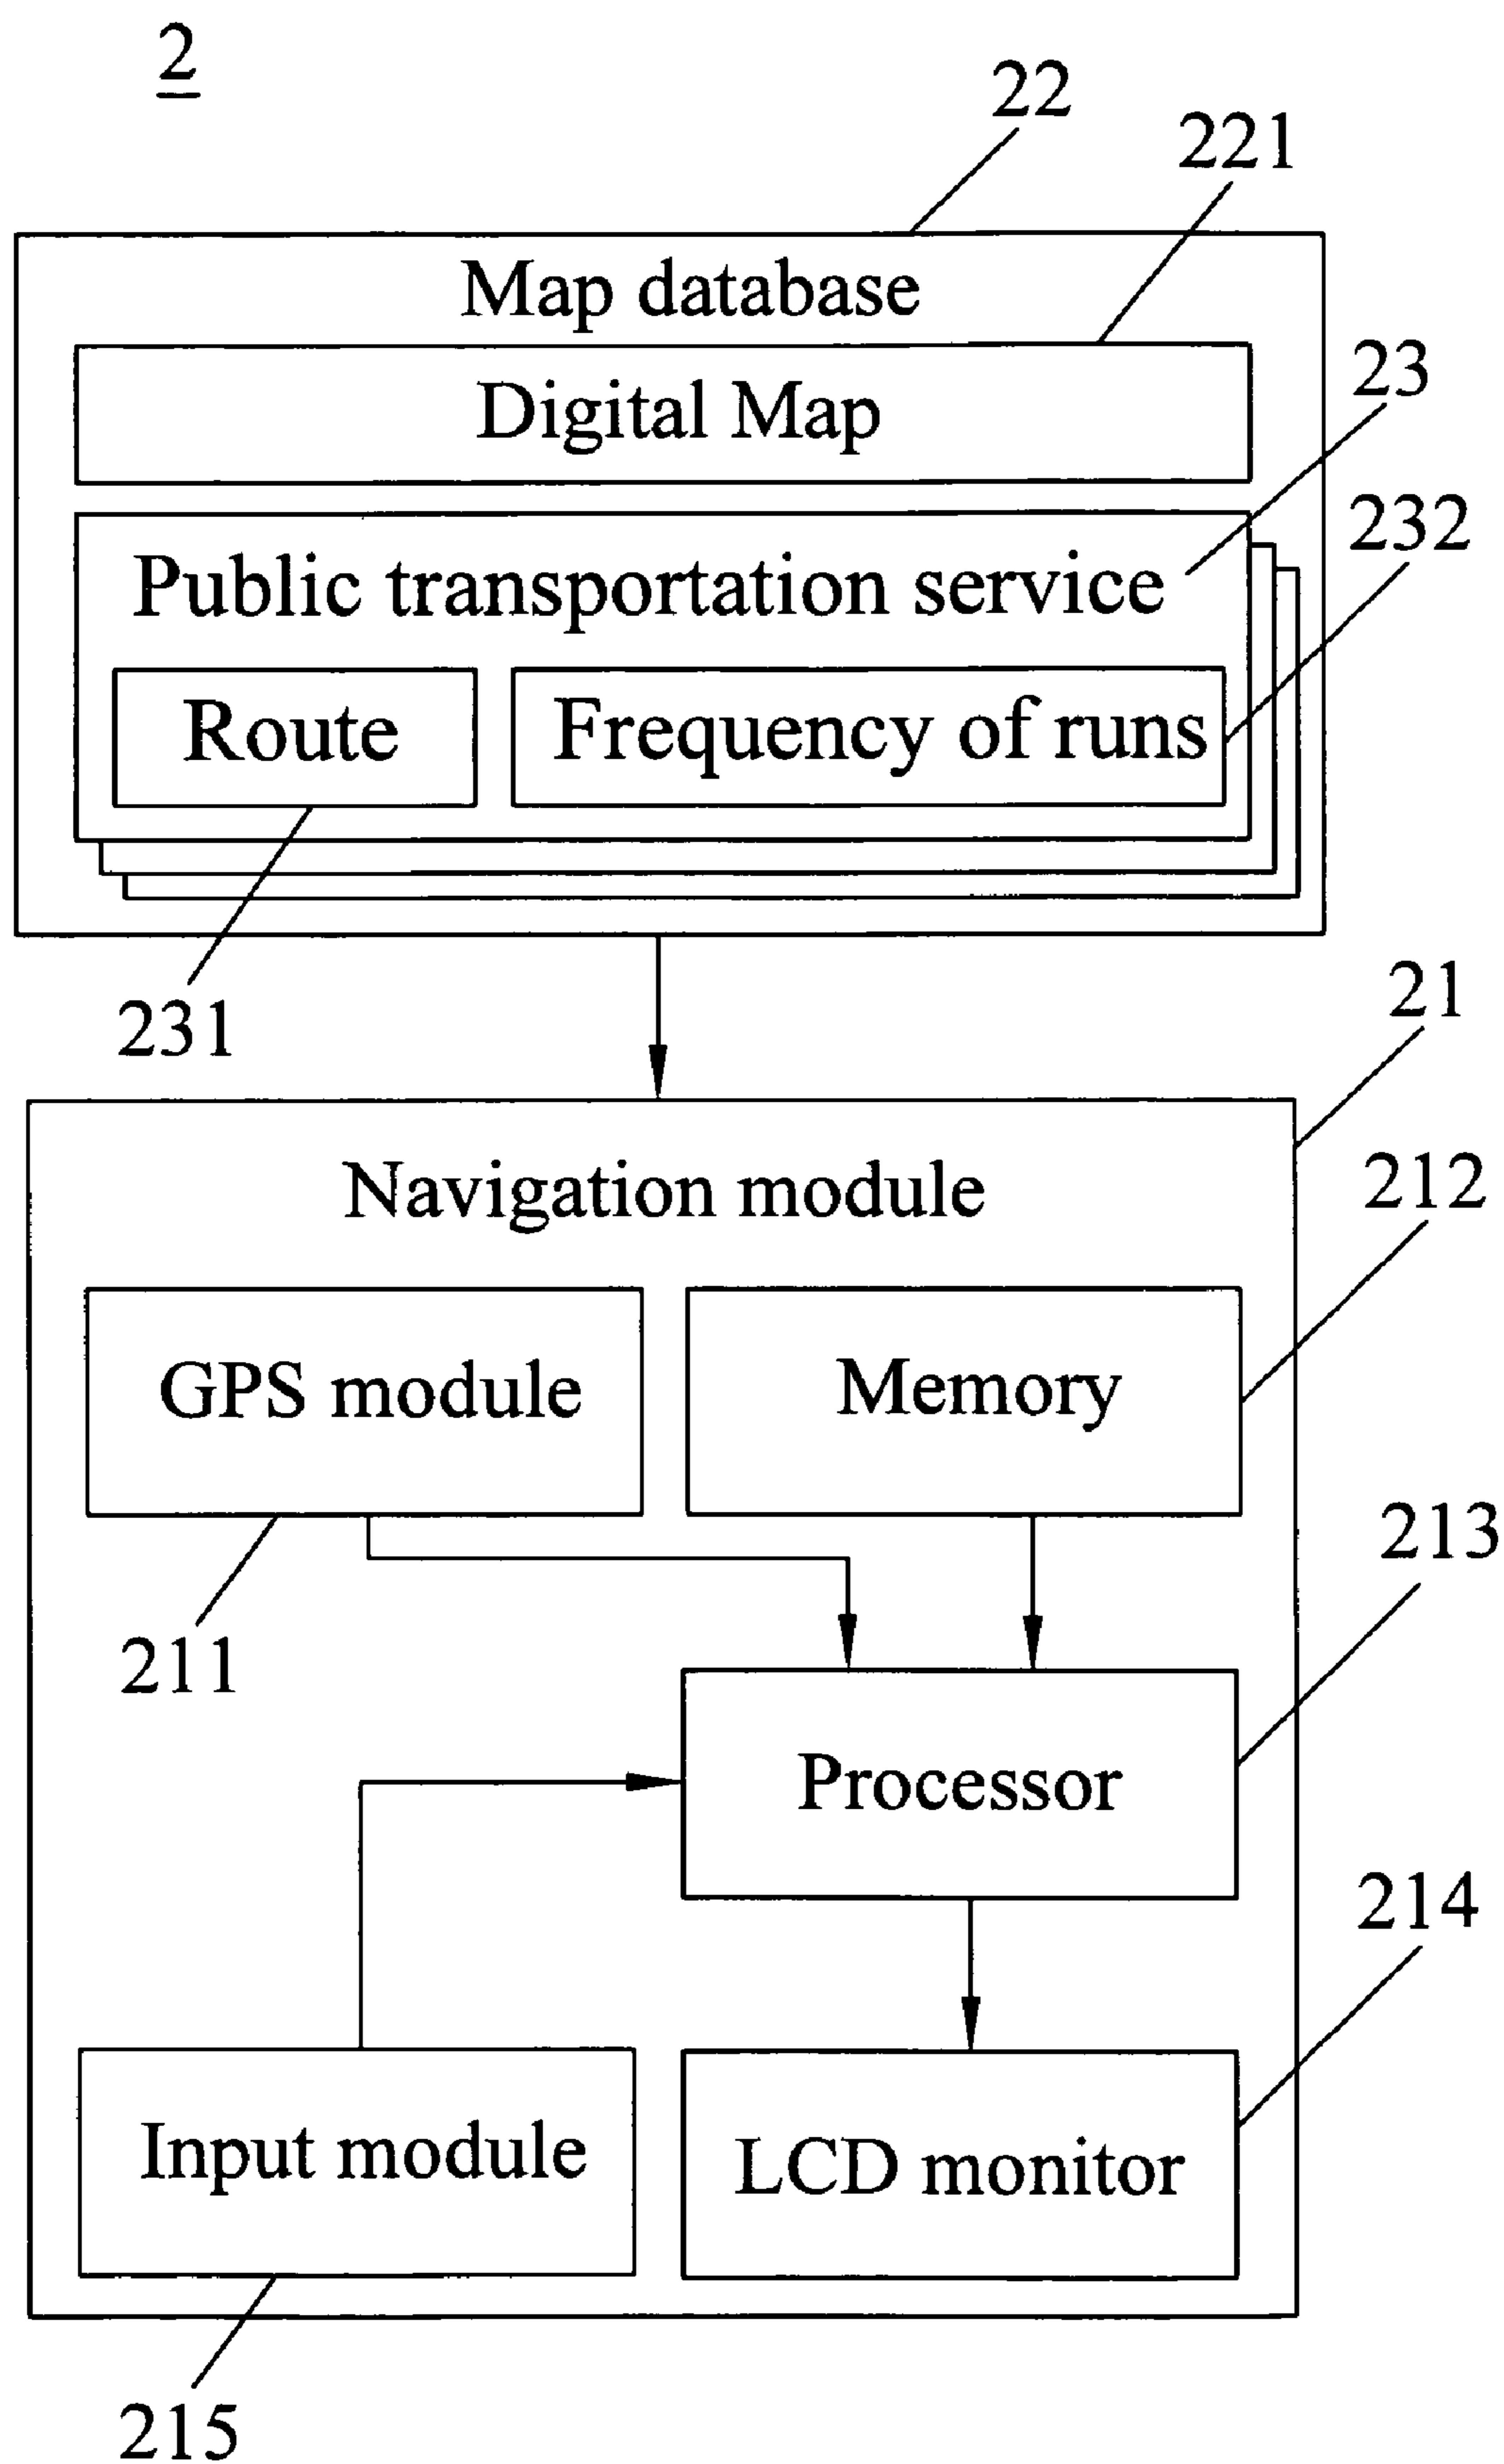 2
22
221
Map database
Digital Map
23
232
Public transportation service
Route
Frequency of runs
231
21
Navigation module
212
GPS module
Memory
213
211
Processor
214
Input module
LCD monitor
215